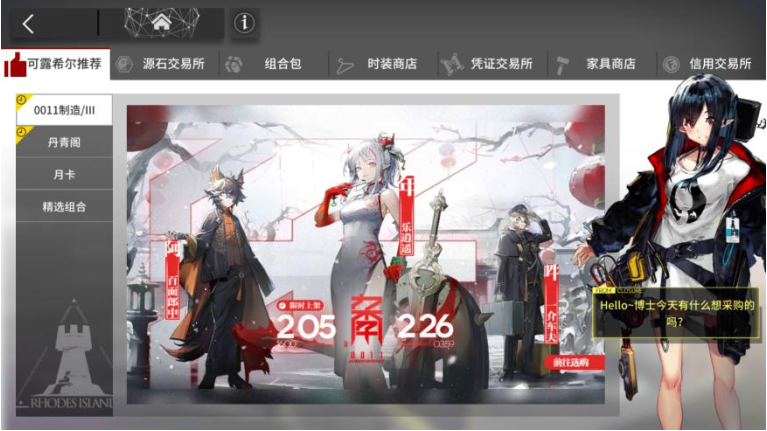 可露希尔推荐
源石交易所
组合包
时装商店
凭证交易所
家具商店
信用交易所
0011制造/III
丹青阁
月卡
精选组合
RHODES ISLAND
阿
百面郎中
年
乐逍遥
吽
一介车夫
限时上架
205
226
1600
0359
0011
前往选购
Hello~博士今天有什么想采购的
吗?